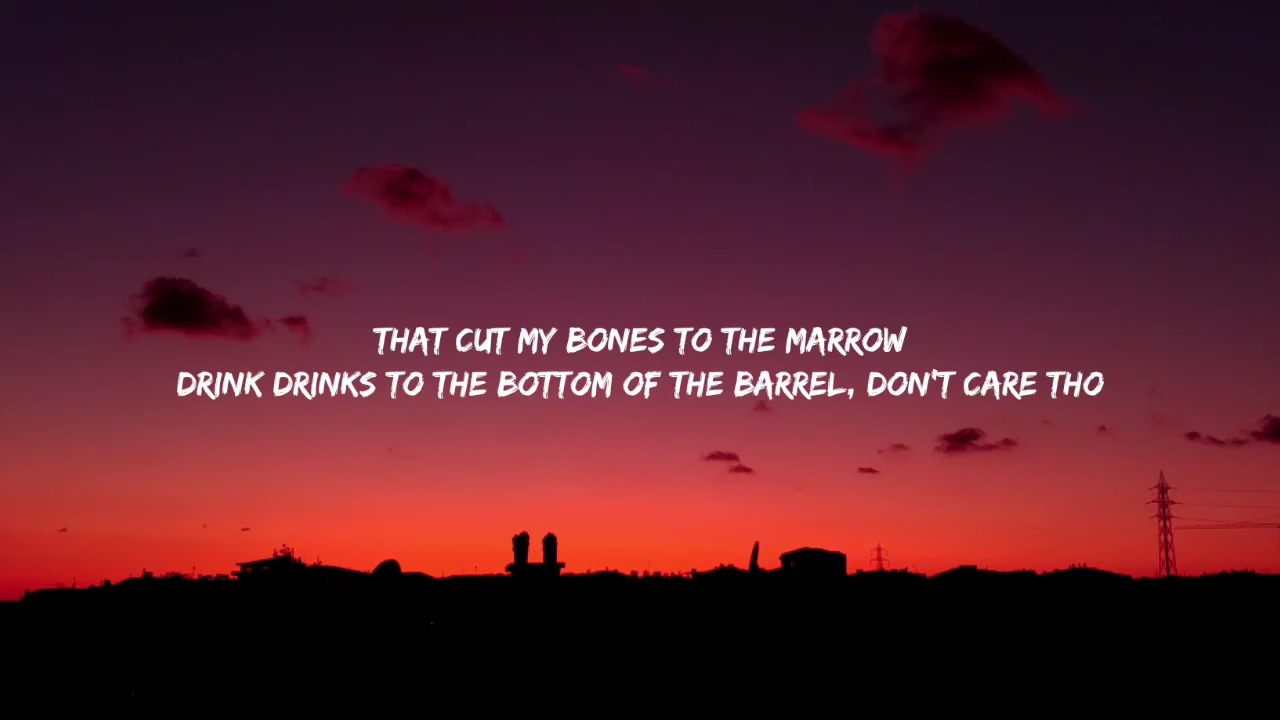 THAT CUT MY BONES TO THE MARROW
DRINK DRINKS TO THE BOTTOM OF THE BARREL, DON'T CARE THO